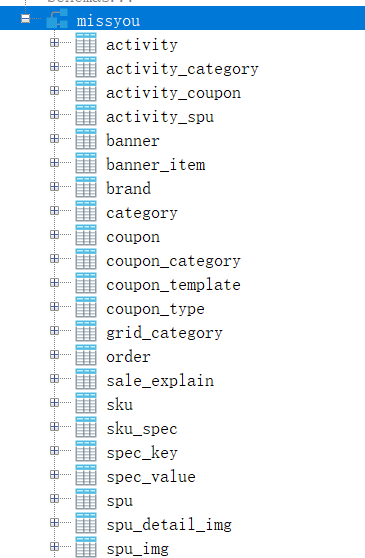 missyou
activity
activity_category
activity_coupon
activity_spu
banner
banner_item
brand
category
coupon
coupon_category
coupon_template
coupon_type
grid_category
order
sale_explain
sku
sku_spec
spec_key
spec_value
spu
spu_detail_img
spu_img